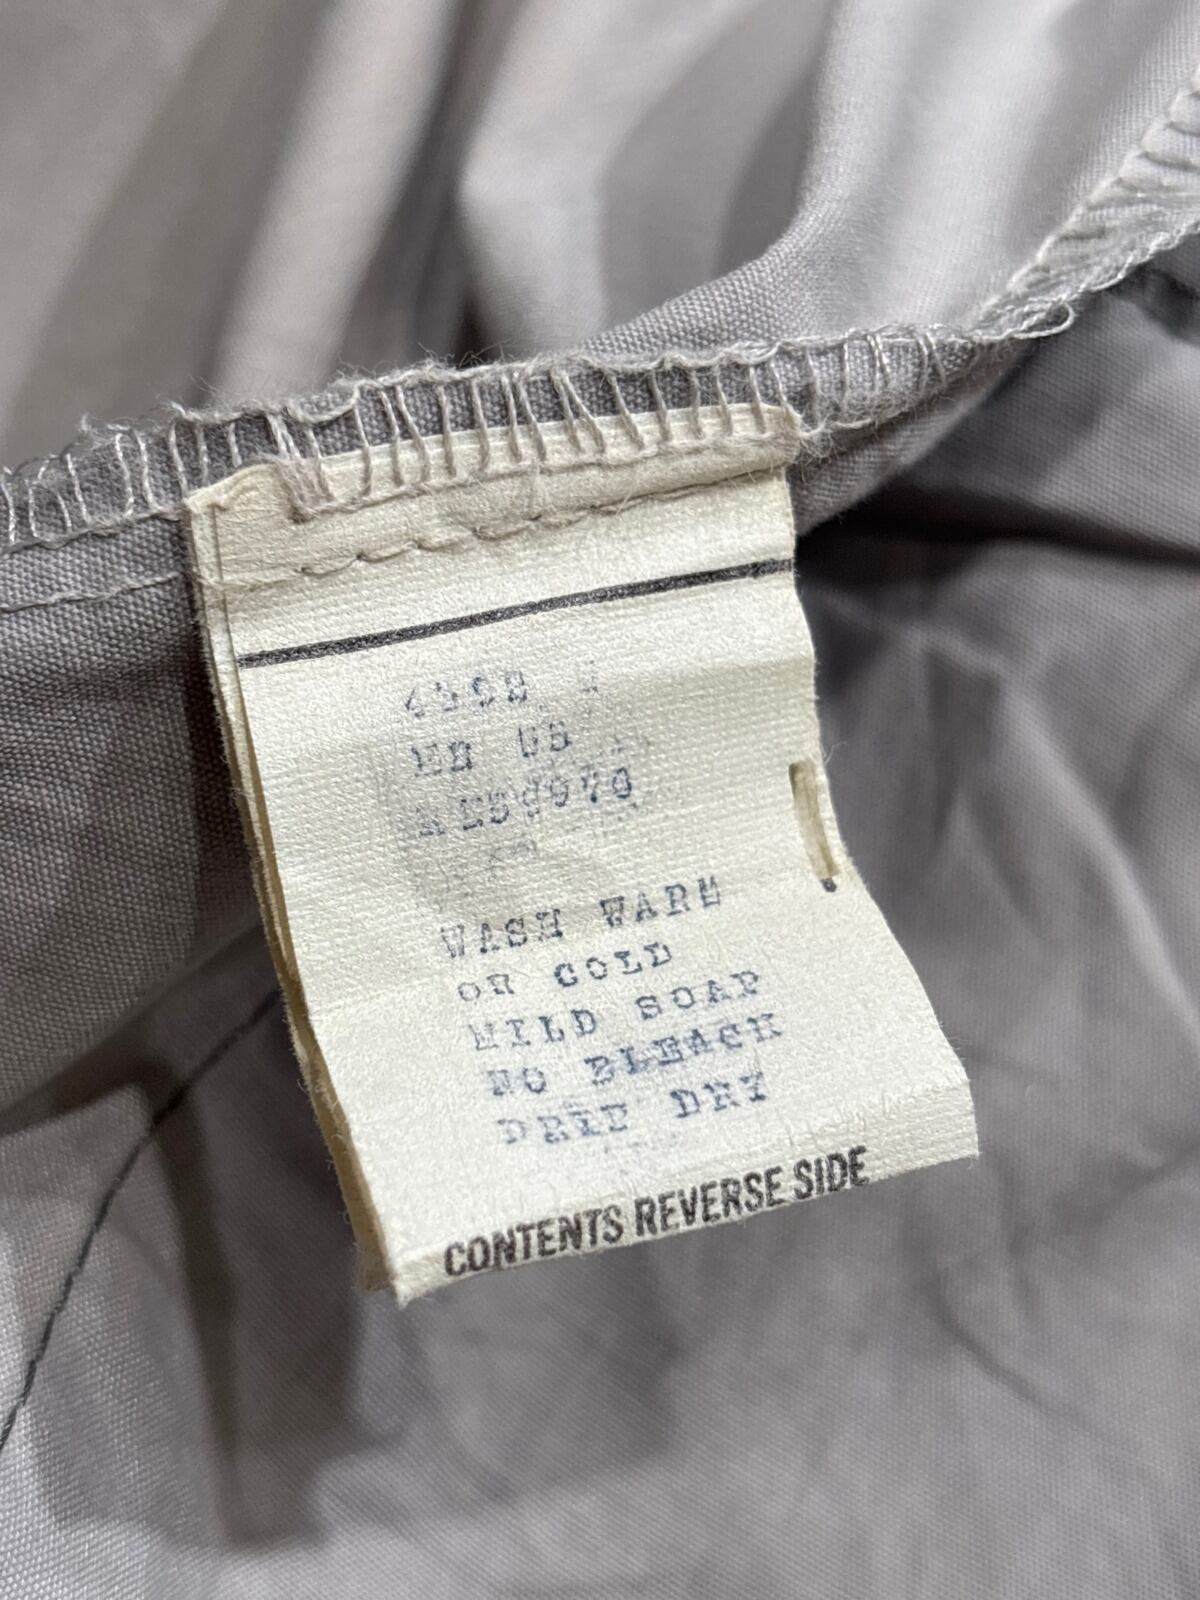 WASH WARM
OR COLD
MILD SOAP
NO BLEACH
DRIP DRY
CONTENTS REVERSE SIDE